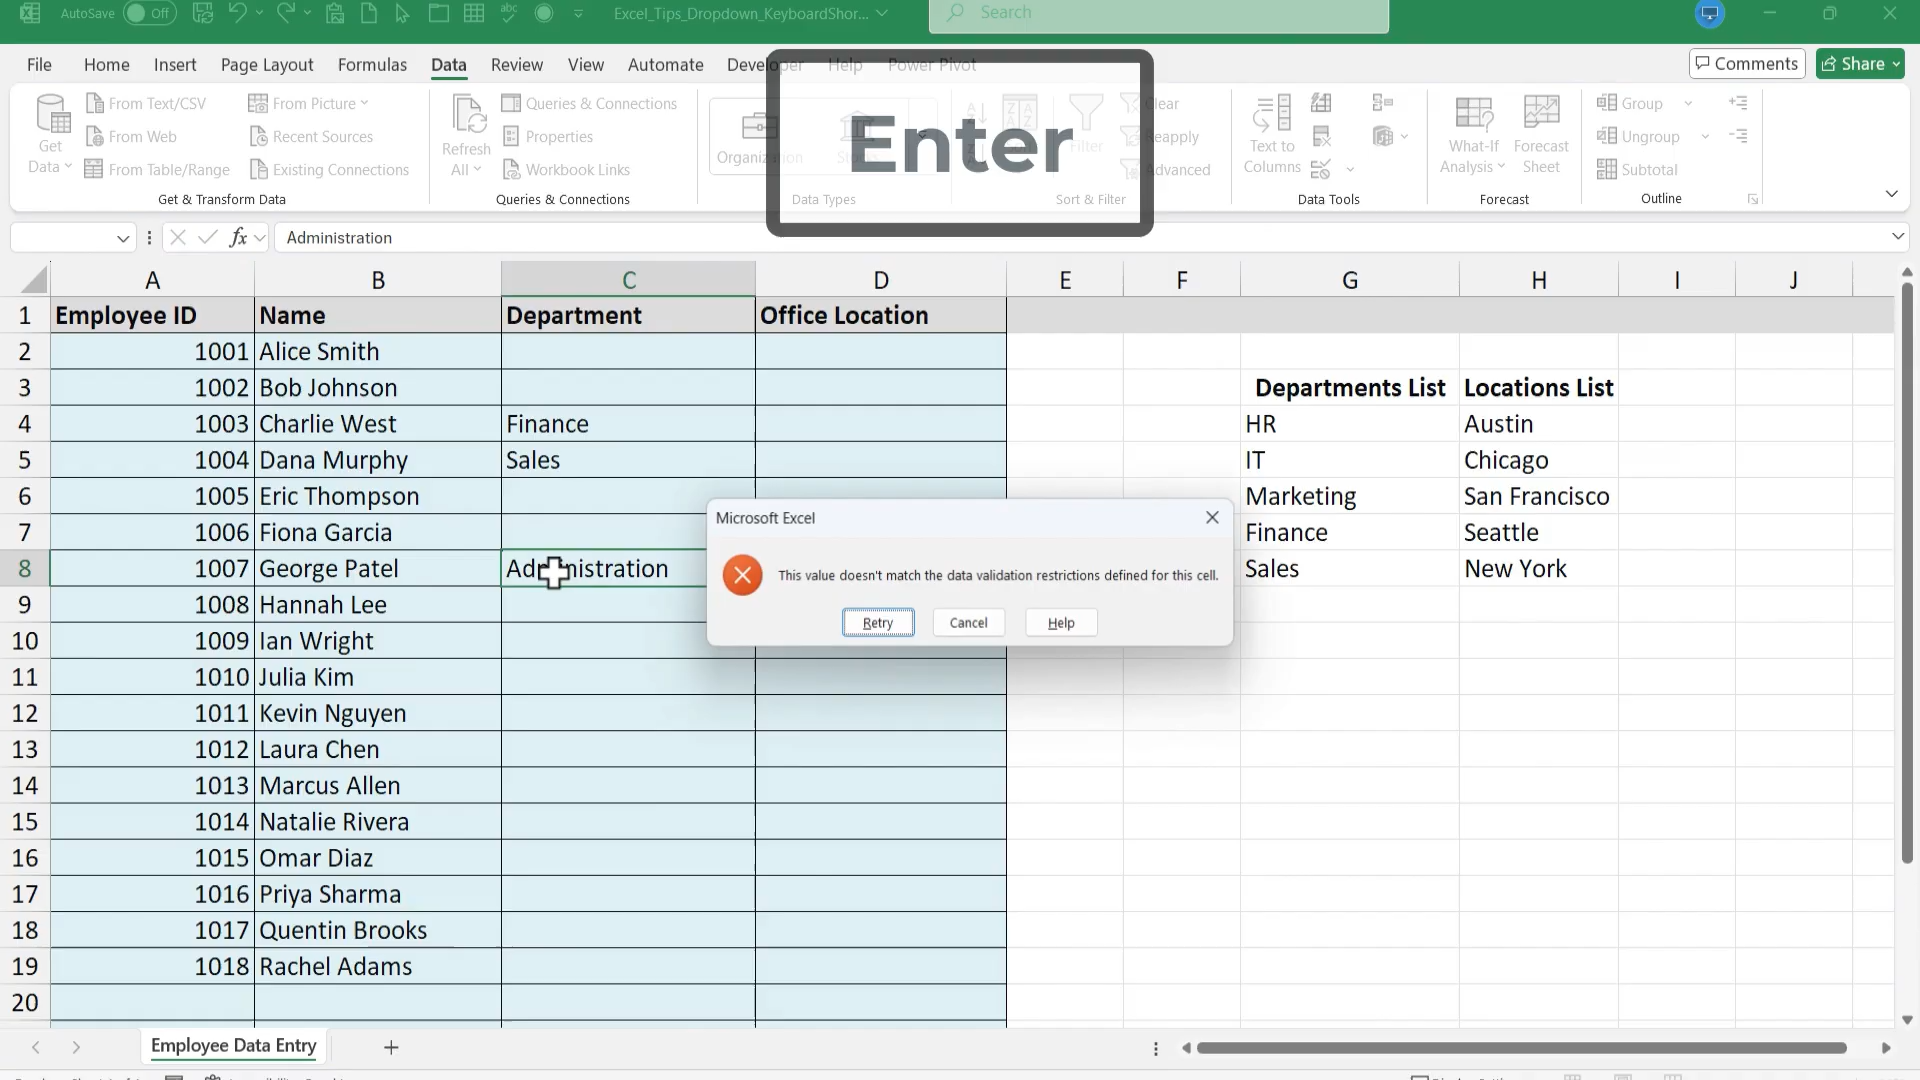 AutoSave Off Excel_Tips_Dropdown_KeyboardShor... Search
File Home Insert Page Layout Formulas Data Review View Automate Developer Help Power Pivot Comments Share
Enter
Get Data
From Text/CSV
From Web
From Table/Range
From Picture
Recent Sources
Existing Connections
Get & Transform Data
Refresh All
Queries & Connections
Properties
Workbook Links
Queries & Connections
Organization
Data Types
Filter
Clear
Reapply
Advanced
Sort & Filter
Text to Columns
Data Tools
What-If Analysis
Forecast Sheet
Forecast
Group
Ungroup
Subtotal
Outline
fx Administration
A B C D E F G H I J
1 Employee ID Name Department Office Location
2 1001 Alice Smith
3 1002 Bob Johnson Departments List Locations List
4 1003 Charlie West Finance HR Austin
5 1004 Dana Murphy Sales IT Chicago
6 1005 Eric Thompson Marketing San Francisco
7 1006 Fiona Garcia Finance Seattle
8 1007 George Patel Administration Sales New York
9 1008 Hannah Lee
10 1009 Ian Wright
11 1010 Julia Kim
12 1011 Kevin Nguyen
13 1012 Laura Chen
14 1013 Marcus Allen
15 1014 Natalie Rivera
16 1015 Omar Diaz
17 1016 Priya Sharma
18 1017 Quentin Brooks
19 1018 Rachel Adams
20
Microsoft Excel
This value doesn't match the data validation restrictions defined for this cell.
Retry Cancel Help
Employee Data Entry